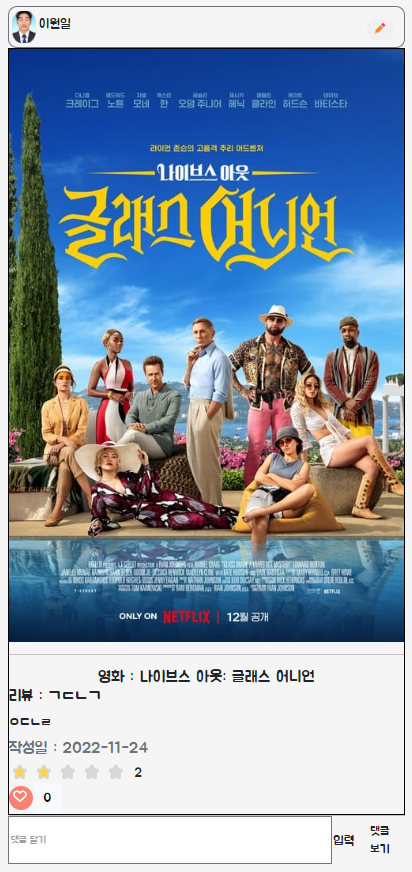 이원일
다니엘 에드워드 자넬 캐스린 레슬리 제시카 매들린 케이트 데이브
크레이그 노튼 모네 한 오덤 주니어 헤닉 클라인 허드슨 바티스타
라이언 존슨의 고품격 추리 어드벤처
나이브스 아웃
글래스 어니언
ONLY ON NETFLIX | 12월 공개
영화 : 나이브스 아웃: 글래스 어니언
리뷰 : ㄱㄷㄴㄱ
ㅇㄷㄴㄹ
작성일 : 2022-11-24
2
0
댓글 달기
입력
댓글
보기